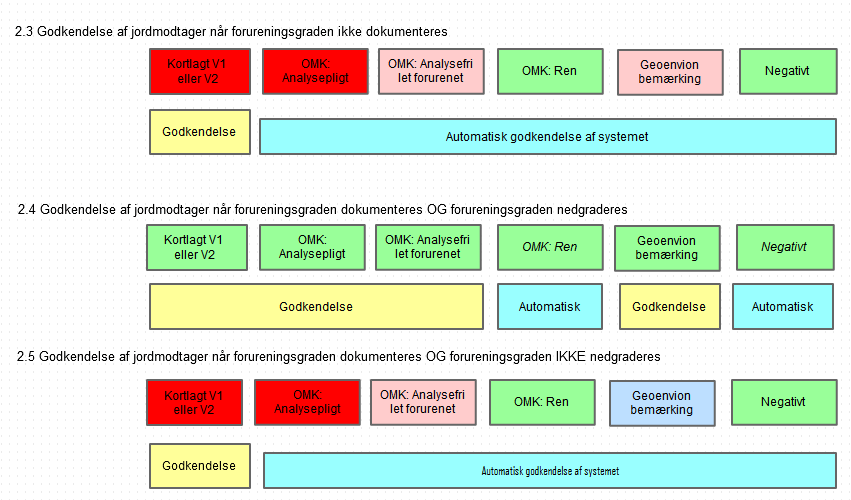 2.3 Godkendelse af jordmodtager når forureningsgraden ikke dokumenteres
Kortlagt V1
eller V2
OMK:
Analysepligt
OMK: Analysefri
let forurenet
OMK: Ren
Geoenvion
bemærking
Negativt
Godkendelse
Automatisk godkendelse af systemet
2.4 Godkendelse af jordmodtager når forureningsgraden dokumenteres OG forureningsgraden nedgraderes
Kortlagt V1
eller V2
OMK:
Analysepligt
OMK: Analysefri
let forurenet
OMK: Ren
Geoenvion
bemærking
Negativt
Godkendelse
Automatisk
Godkendelse
Automatisk
2.5 Godkendelse af jordmodtager når forureningsgraden dokumenteres OG forureningsgraden IKKE nedgraderes
Kortlagt V1
eller V2
OMK:
Analysepligt
OMK: Analysefri
let forurenet
OMK: Ren
Geoenvion
bemærking
Negativt
Godkendelse
Automatisk godkendelse af systemet